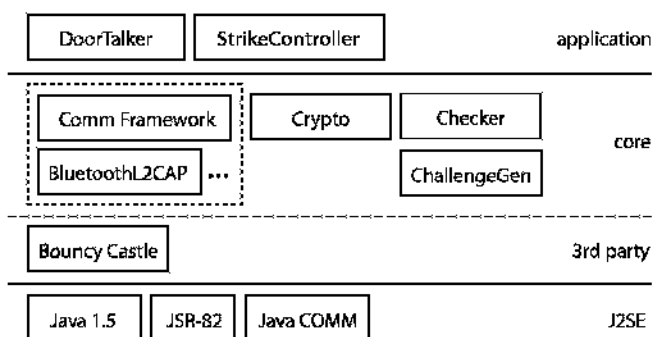 DoorTalker StrikeController application
Comm Framework Crypto Checker
core
BluetoothL2CAP ... ChallengeGen
Bouncy Castle 3rd party
Java 1.5 JSR-82 Java COMM J2SE